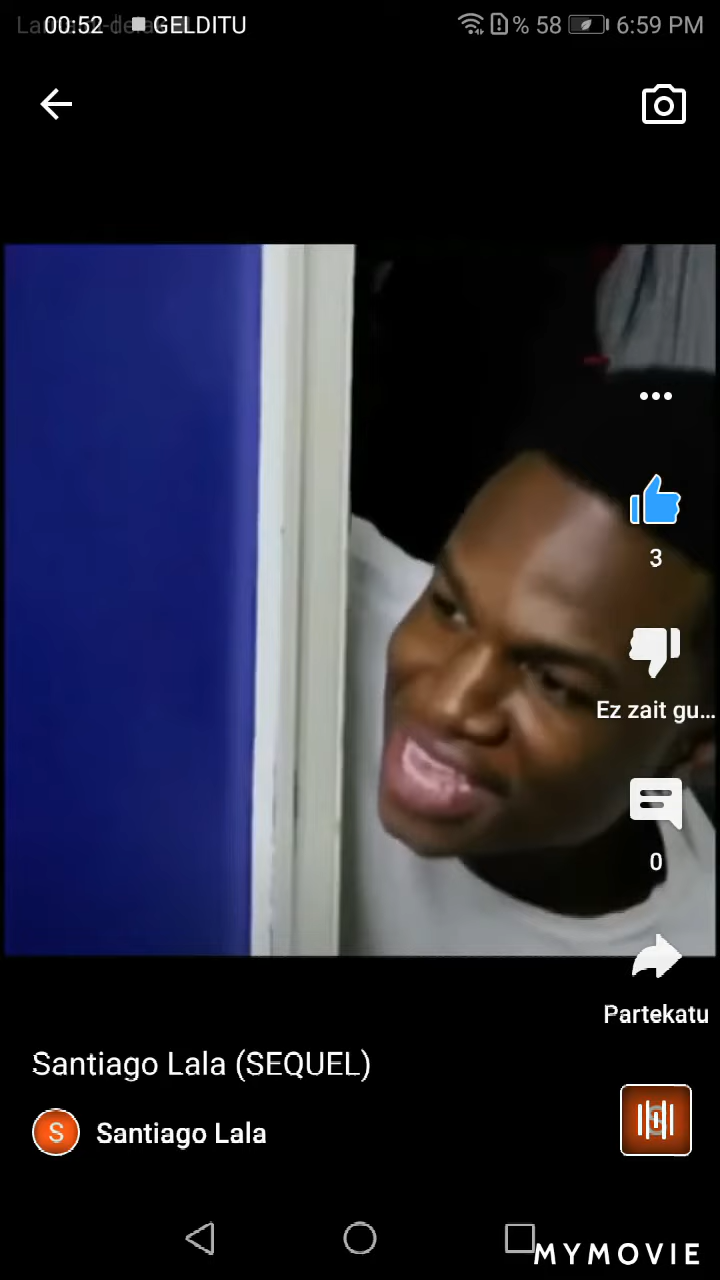 00:52 GELDITU % 58 6:59 PM
3
Ez zait gu...
0
Partekatu
Santiago Lala (SEQUEL)
S Santiago Lala
MYMOVIE